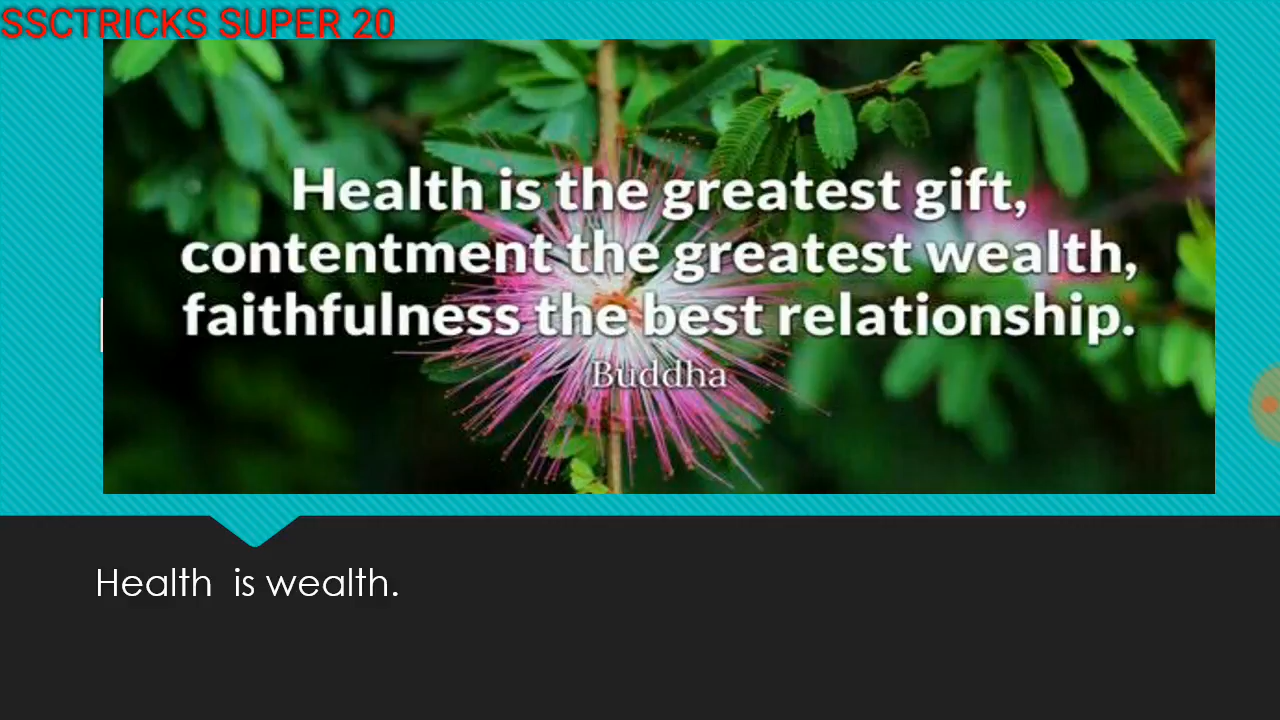 SSCTRICKS SUPER 20
Health is the greatest gift,
contentment the greatest wealth,
faithfulness the best relationship.
Buddha
Health  is wealth.